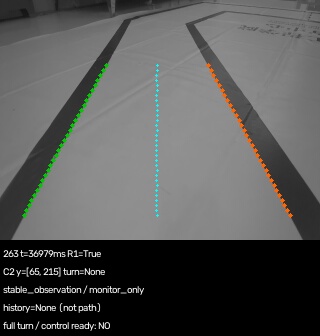 263 t=36979ms R1=True
C2 y=[65, 215] turn=None
stable_observation / monitor_only
history=None (not path)
full turn / control ready: NO